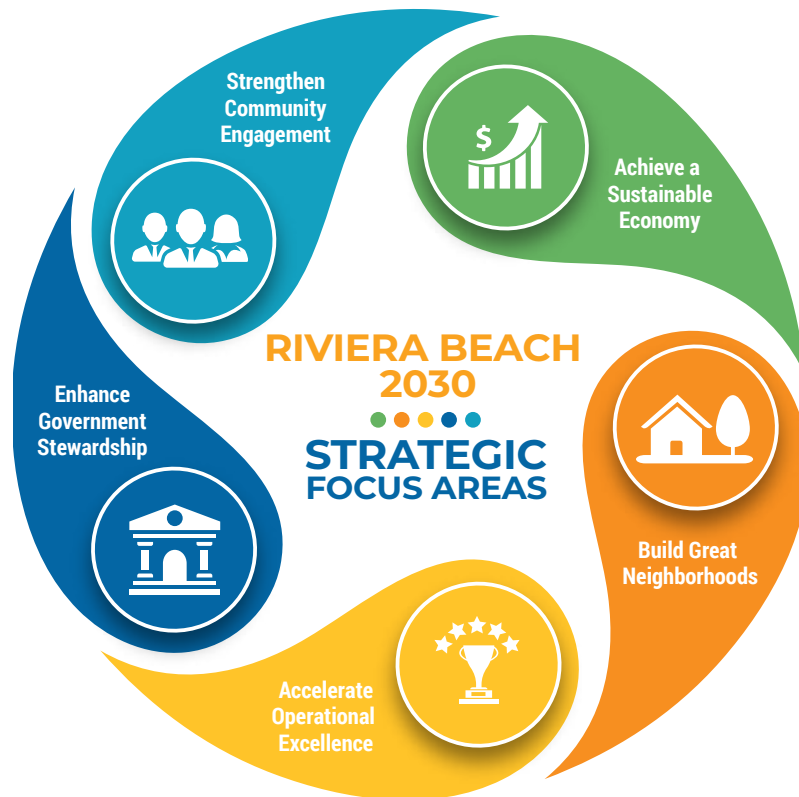 Strengthen
Community
Engagement
$
Achieve a
Sustainable
Economy
RIVIERA BEACH
2030
STRATEGIC
FOCUS AREAS
Enhance
Government
Stewardship
Build Great
Neighborhoods
Accelerate
Operational
Excellence